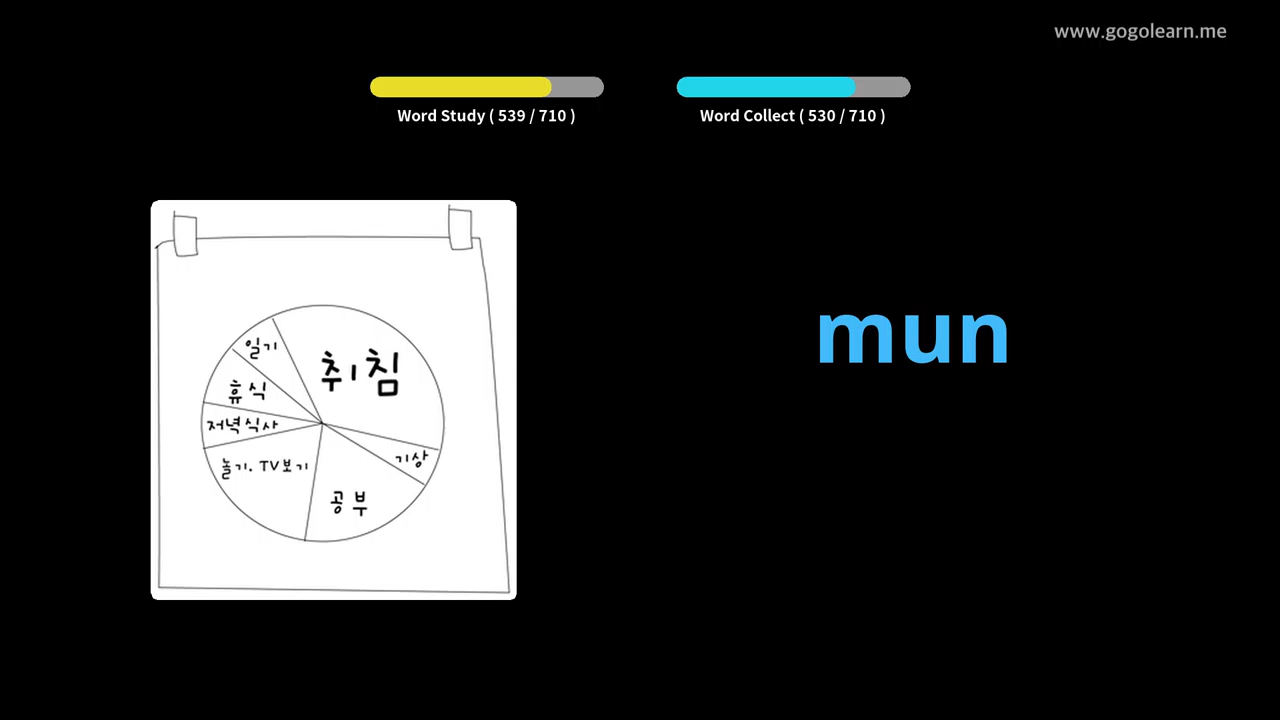 www.gogolearn.me
Word Study ( 539 / 710 )
Word Collect ( 530 / 710 )
일기
취침
휴식
저녁식사
놀기. TV보기
기상
공부
mun